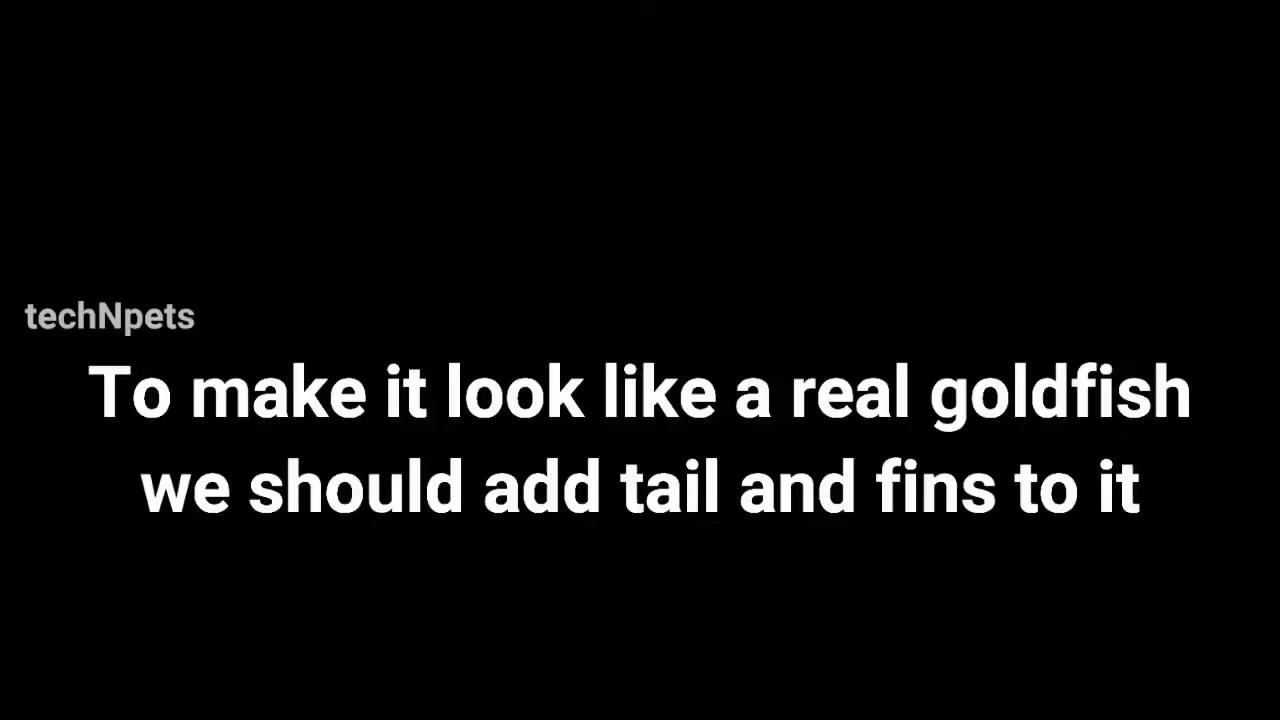 techNpets
To make it look like a real goldfish
we should add tail and fins to it